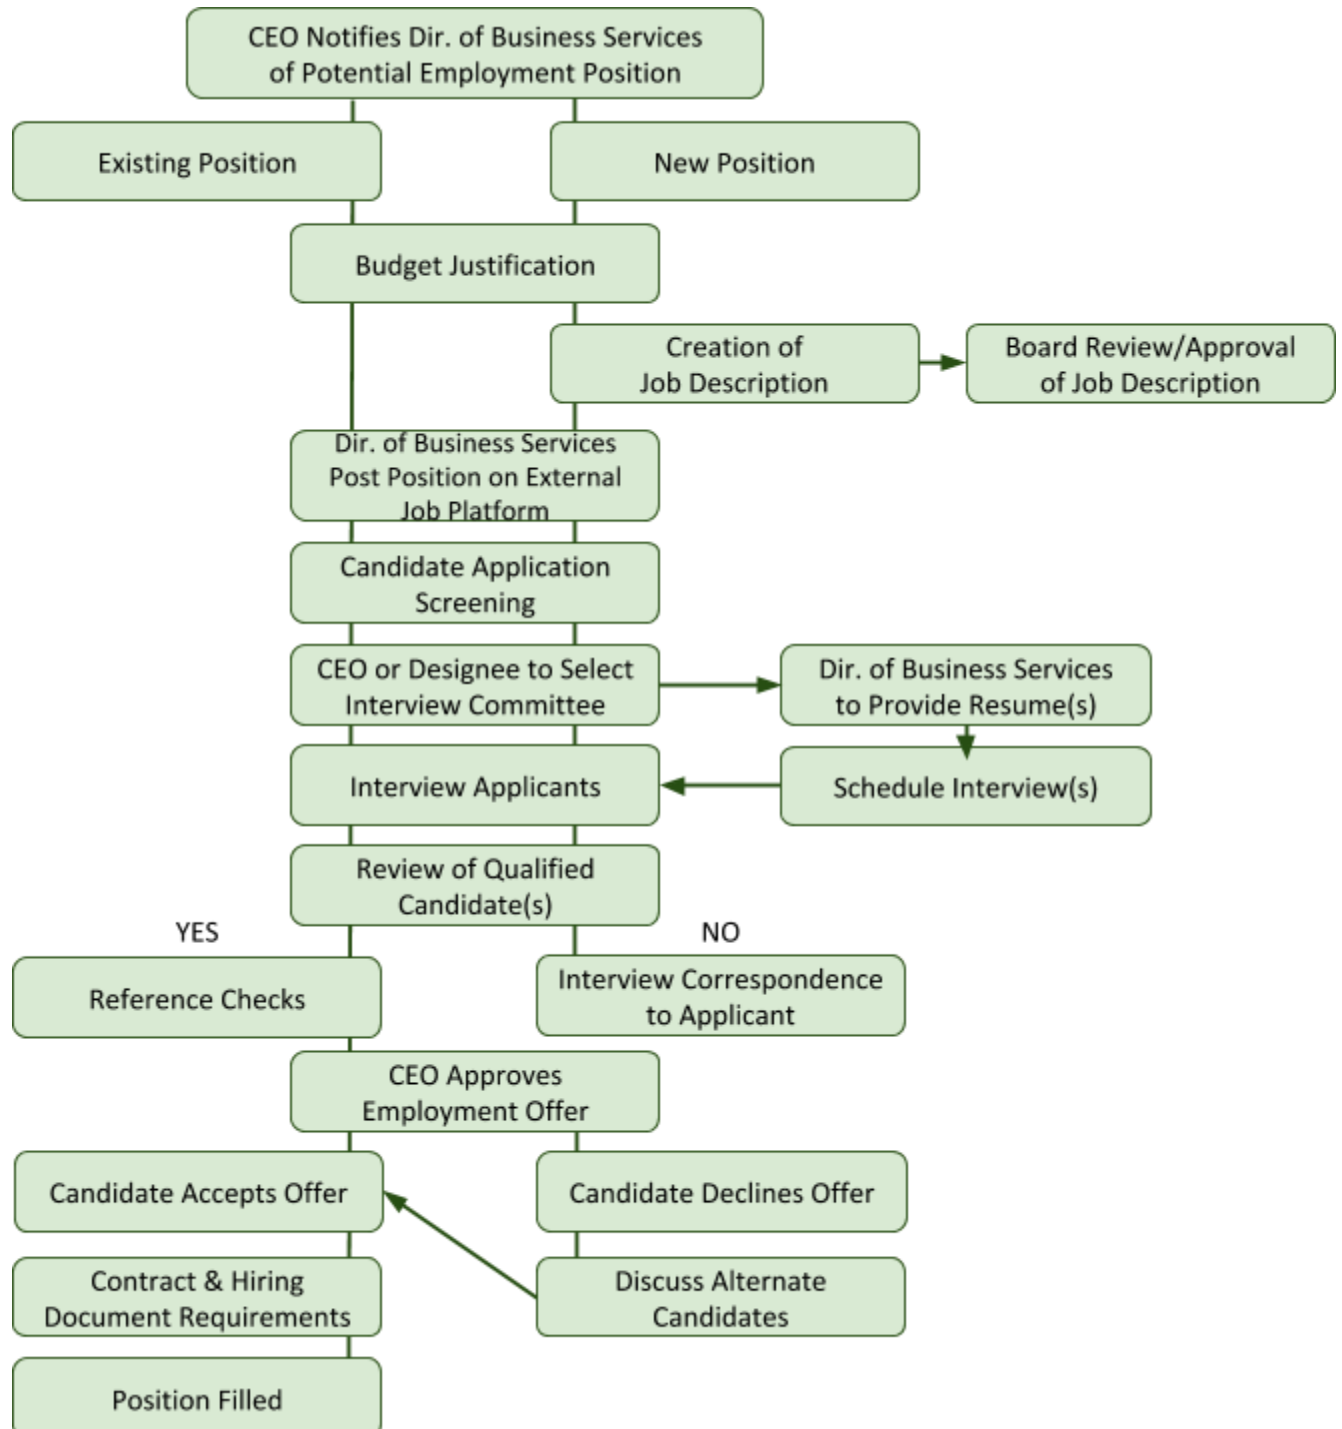 CEO Notifies Dir. of Business Services
of Potential Employment Position
Existing Position
New Position
Budget Justification
Creation of
Job Description
Board Review/Approval
of Job Description
Dir. of Business Services
Post Position on External
Job Platform
Candidate Application
Screening
CEO or Designee to Select
Interview Committee
Dir. of Business Services
to Provide Resume(s)
Interview Applicants
Schedule Interview(s)
Review of Qualified
Candidate(s)
YES
NO
Reference Checks
Interview Correspondence
to Applicant
CEO Approves
Employment Offer
Candidate Accepts Offer
Candidate Declines Offer
Contract & Hiring
Document Requirements
Discuss Alternate
Candidates
Position Filled